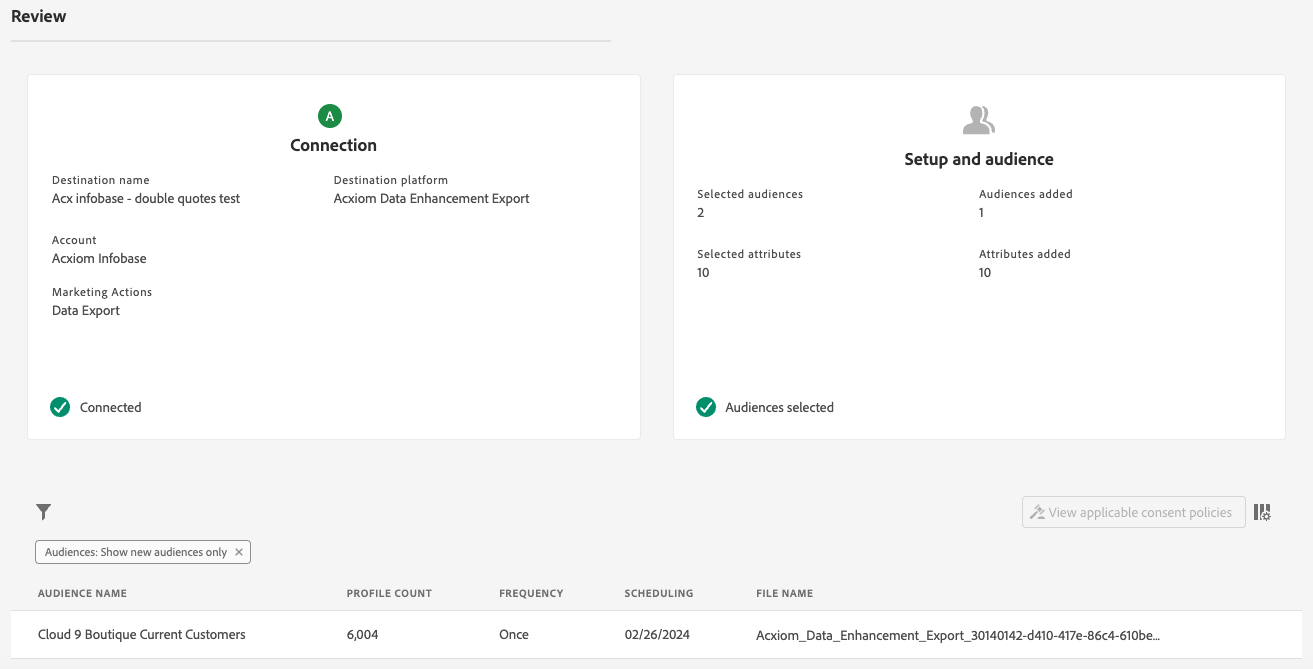 Review
A
Connection
Destination name
Acx infobase - double quotes test
Destination platform
Acxiom Data Enhancement Export
Account
Acxiom Infobase
Marketing Actions
Data Export
Connected
Setup and audience
Selected audiences
2
Audiences added
1
Selected attributes
10
Attributes added
10
Audiences selected
View applicable consent policies
Audiences: Show new audiences only
AUDIENCE NAME PROFILE COUNT FREQUENCY SCHEDULING FILE NAME
Cloud 9 Boutique Current Customers 6,004 Once 02/26/2024 Acxiom_Data_Enhancement_Export_30140142-d410-417e-86c4-610be...